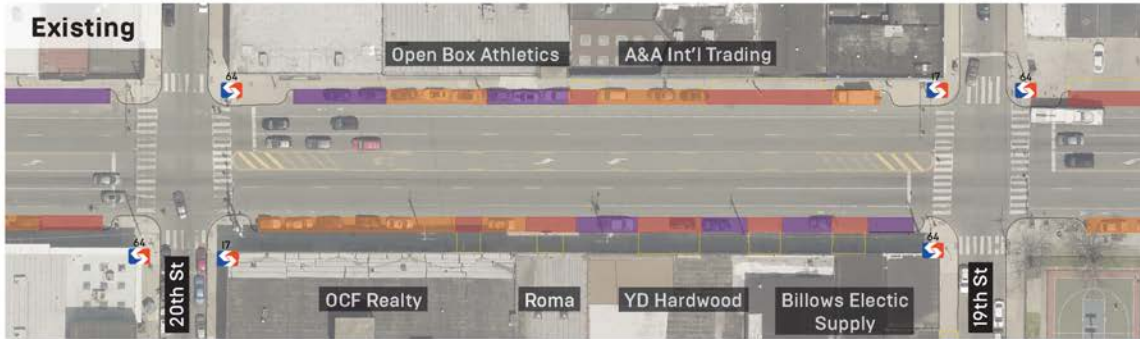 Existing
Open Box Athletics
A&A Int'l Trading
64
17
64
64
17
64
20th St
OCF Realty
Roma
YD Hardwood
Billows Electic
Supply
19th St